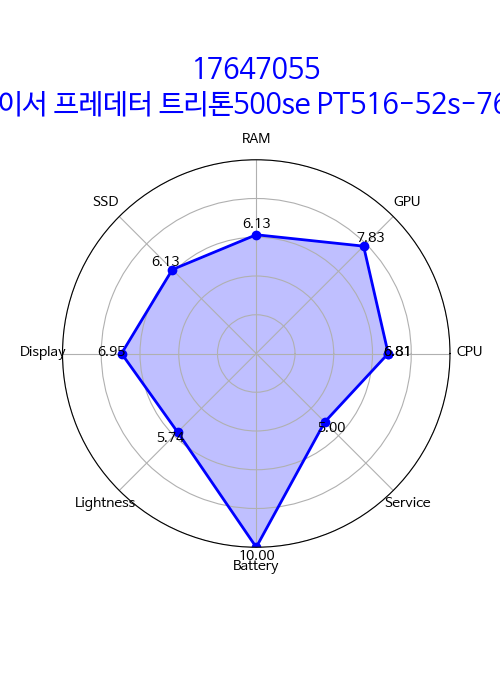 17647055
이서 프레데터 트리톤500se PT516-52s-76
RAM
SSD
GPU
6.13
7.83
6.13
Display
6.95
6.81
CPU
5.74
5.00
Lightness
Service
10.00
Battery